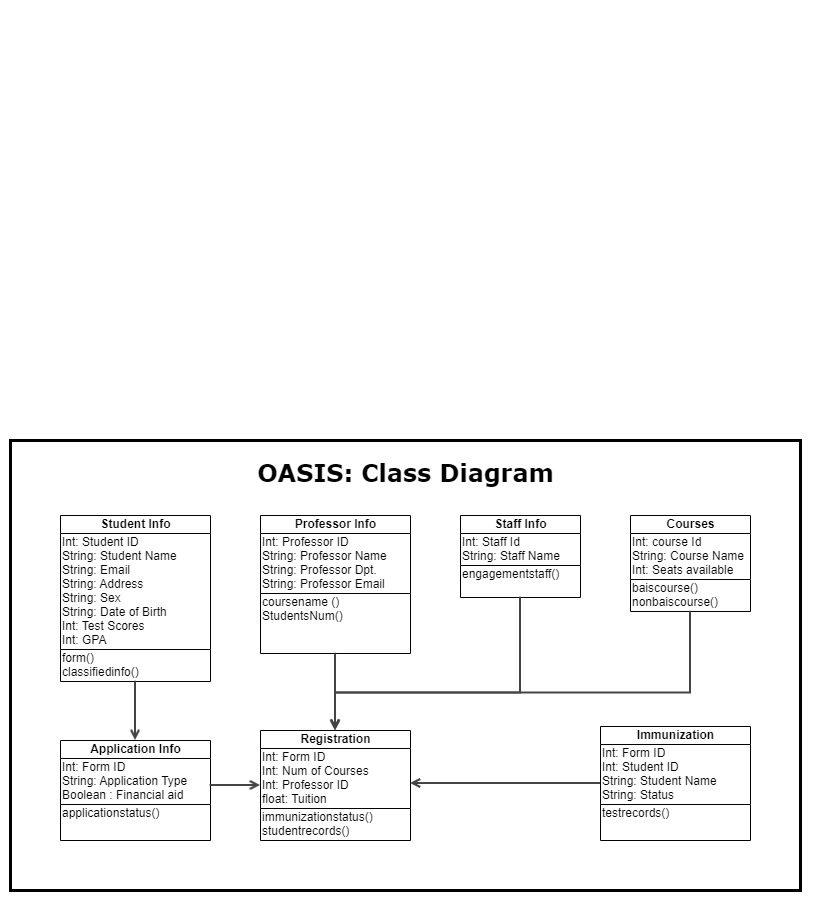 OASIS: Class Diagram
Student Info
Int: Student ID
String: Student Name
String: Email
String: Address
String: Sex
String: Date of Birth
Int: Test Scores
Int: GPA
form()
classifiedinfo()
Professor Info
Int: Professor ID
String: Professor Name
String: Professor Dpt.
String: Professor Email
coursename ()
StudentsNum()
Staff Info
Int: Staff Id
String: Staff Name
engagementstaff()
Courses
Int: course Id
String: Course Name
Int: Seats available
baiscourse()
nonbaiscourse()
Application Info
Int: Form ID
String: Application Type
Boolean : Financial aid
applicationstatus()
Registration
Int: Form ID
Int: Num of Courses
Int: Professor ID
float: Tuition
immunizationstatus()
studentrecords()
Immunization
Int: Form ID
Int: Student ID
String: Student Name
String: Status
testrecords()